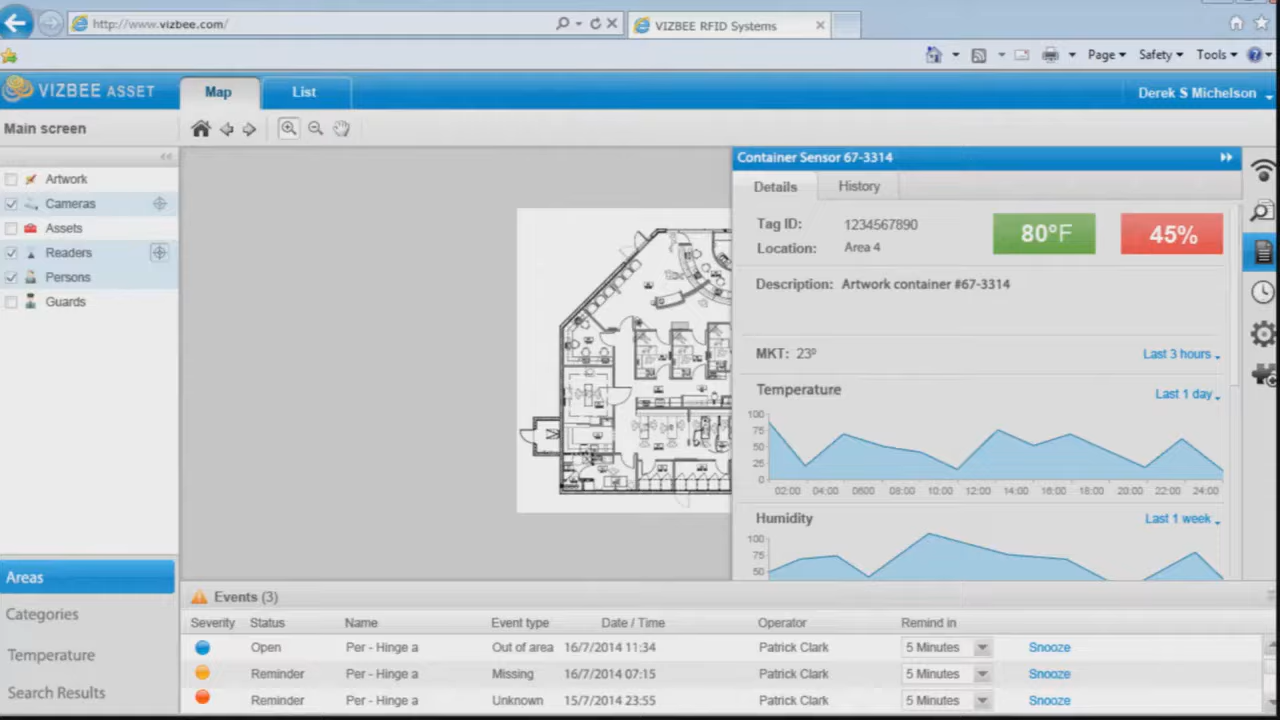 http://www.vizbee.com/
VIZBEE RFID Systems
Page
Safety
Tools
VIZBEE ASSET
Map
List
Derek S Michelson
Main screen
Artwork
Cameras
Assets
Readers
Persons
Guards
Areas
Categories
Temperature
Search Results
Container Sensor 67-3314
Details
History
Tag ID: 1234567890
80°F
45%
Location: Area 4
Description: Artwork container #67-3314
MKT: 23º
Last 3 hours
Temperature
Last 1 day
100
75
50
25
0
02:00 04:00 0600 08:00 10:00 12:00 14:00 16:00 18:00 20:00 22:00 24:00
Humidity
Last 1 week
100
75
50
Events (3)
Severity Status Name Event type Date / Time Operator Remind in
Open Per - Hinge a Out of area 16/7/2014 11:34 Patrick Clark 5 Minutes Snooze
Reminder Per - Hinge a Missing 16/7/2014 07:15 Patrick Clark 5 Minutes Snooze
Reminder Per - Hinge a Unknown 15/7/2014 23:55 Patrick Clark 5 Minutes Snooze